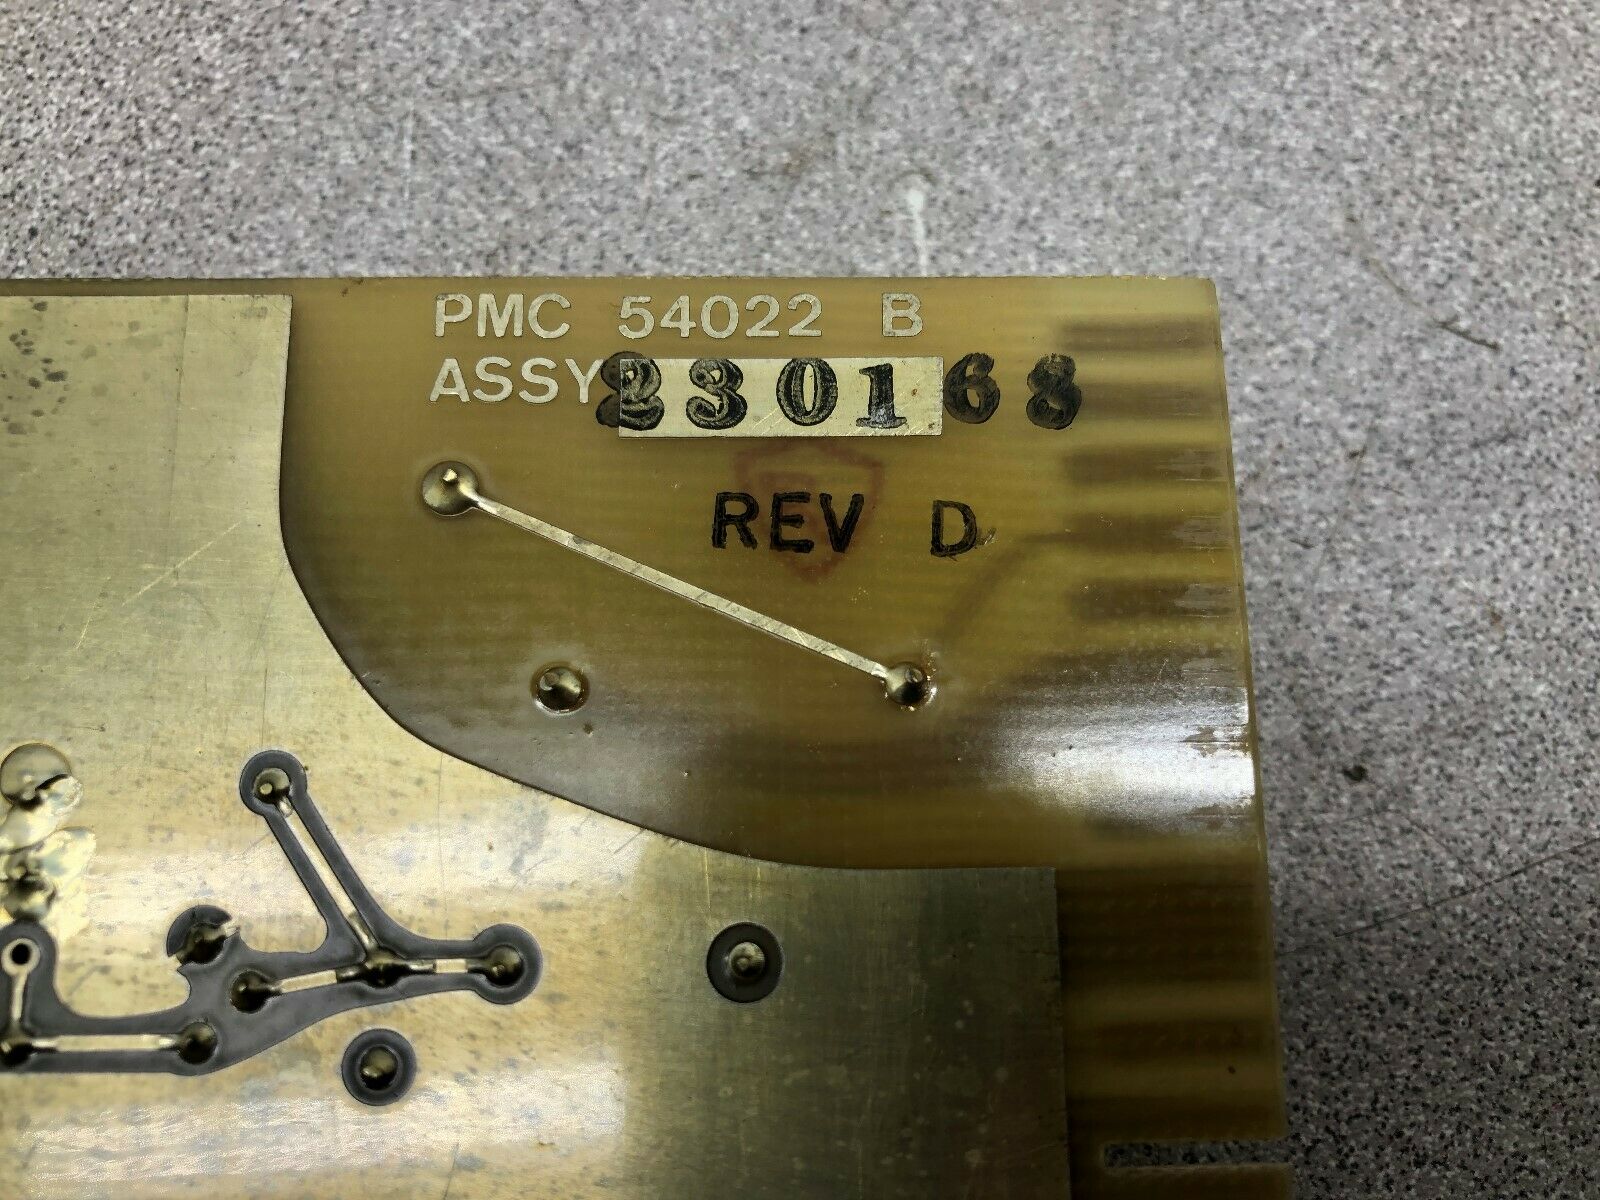 PMC 54022 B
ASSY 230168
REV D